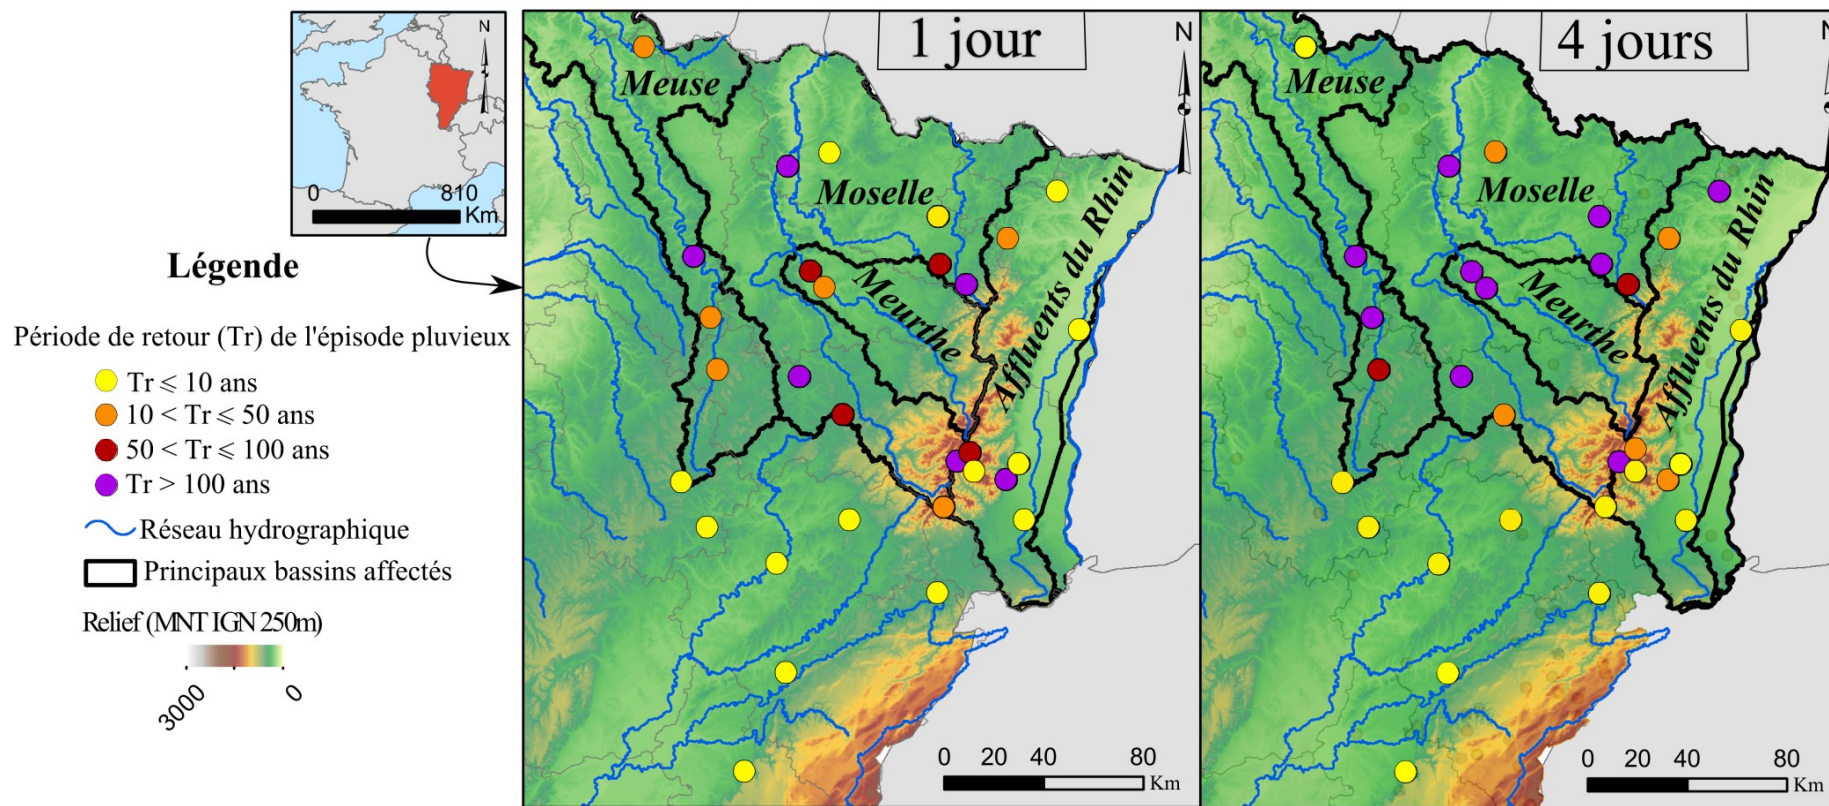 N
0 810
Km
Légende
Période de retour (Tr) de l'épisode pluvieux
Tr ⩽ 10 ans
10 < Tr ⩽ 50 ans
50 < Tr ⩽ 100 ans
Tr > 100 ans
Réseau hydrographique
Principaux bassins affectés
Relief (MNT IGN 250m)
3000 0
1 jour
N
Meuse
Moselle
Meurthe
Affluents du Rhin
0 20 40 80
Km
4 jours
N
Meuse
Moselle
Meurthe
Affluents du Rhin
0 20 40 80
Km